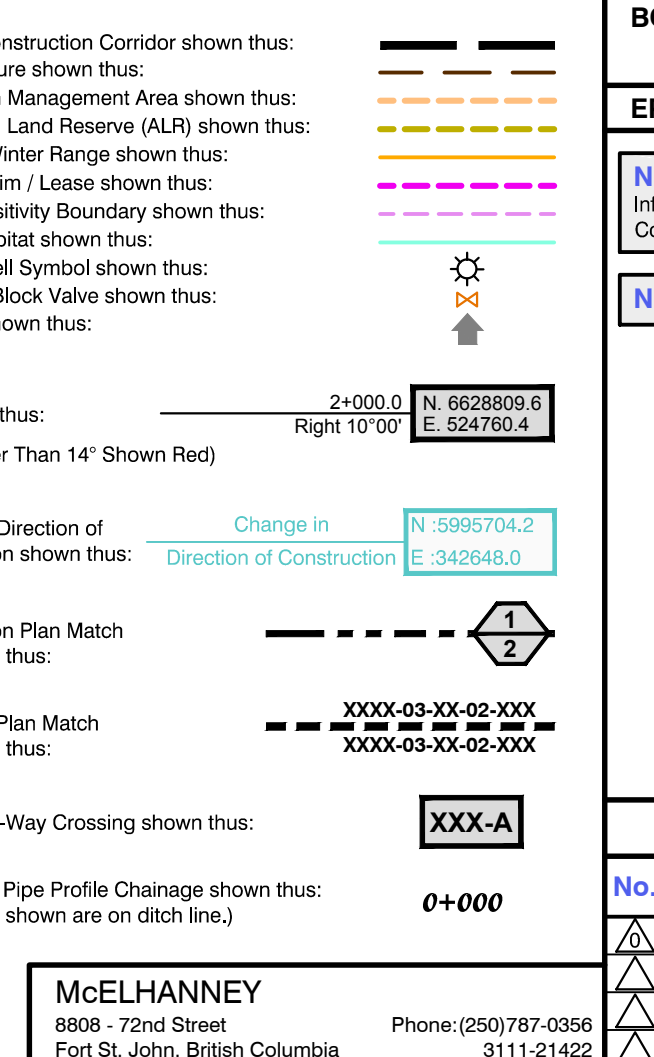 nstruction Corridor shown thus:
ure shown thus:
Management Area shown thus:
Land Reserve (ALR) shown thus:
Winter Range shown thus:
im / Lease shown thus:
sitivity Boundary shown thus:
bitat shown thus:
ell Symbol shown thus:
Block Valve shown thus:
hown thus:
thus:
2+000.0
Right 10°00'
N. 6628809.6
E. 524760.4
er Than 14° Shown Red)
Direction of
on shown thus:
Change in
Direction of Construction
N :5995704.2
E :342648.0
on Plan Match
thus:
1
2
Plan Match
thus:
XXXX-03-XX-02-XXX
XXXX-03-XX-02-XXX
-Way Crossing shown thus:
XXX-A
Pipe Profile Chainage shown thus:
shown are on ditch line.)
0+000
McELHANNEY
8808 - 72nd Street
Phone:(250)787-0356
Fort St. John, British Columbia
3111-21422
N
Inf
N
No.
0